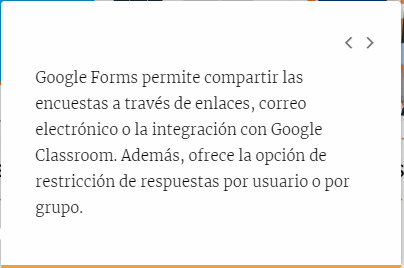 Google Forms permite compartir las
encuestas a través de enlaces, correo
electrónico o la integración con Google
Classroom. Además, ofrece la opción de
restricción de respuestas por usuario o por
grupo.